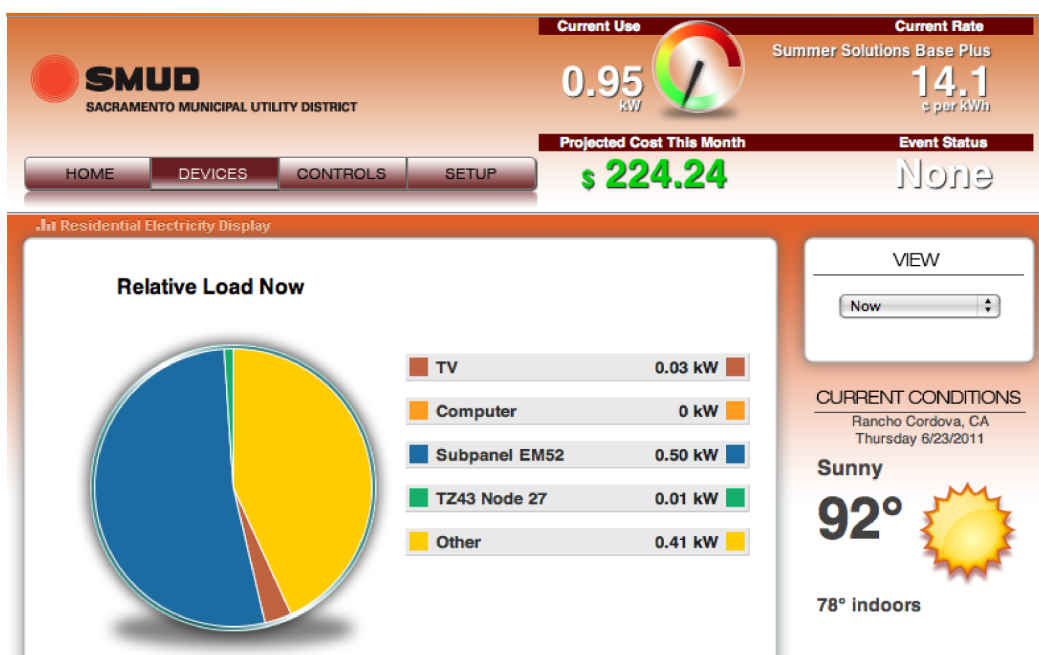 Current Use
Current Rate
SMUD
SACRAMENTO MUNICIPAL UTILITY DISTRICT
0.95
kW
Summer Solutions Base Plus
14.1
¢ per kWh
Projected Cost This Month
Event Status
$ 224.24
None
HOME DEVICES CONTROLS SETUP
Residential Electricity Display
Relative Load Now
TV 0.03 kW
Computer 0 kW
Subpanel EM52 0.50 kW
TZ43 Node 27 0.01 kW
Other 0.41 kW
VIEW
Now
CURRENT CONDITIONS
Rancho Cordova, CA
Thursday 6/23/2011
Sunny
92°
78° indoors